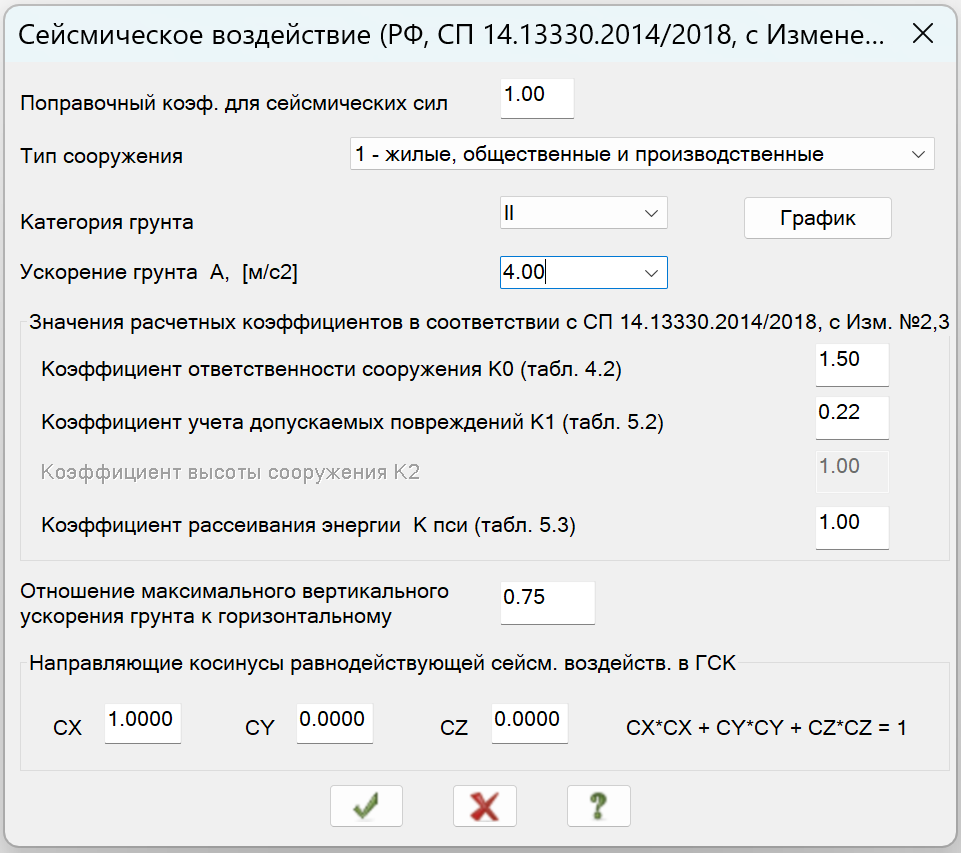 Сейсмическое воздействие (РФ, СП 14.13330.2014/2018, с Измене...
Поправочный коэф. для сейсмических сил 1.00
Тип сооружения 1 - жилые, общественные и производственные
Категория грунта II График
Ускорение грунта A, [м/с2] 4.00
Значения расчетных коэффициентов в соответствии с СП 14.13330.2014/2018, с Изм. №2,3
Коэффициент ответственности сооружения K0 (табл. 4.2) 1.50
Коэффициент учета допускаемых повреждений K1 (табл. 5.2) 0.22
Коэффициент высоты сооружения K2 1.00
Коэффициент рассеивания энергии К пси (табл. 5.3) 1.00
Отношение максимального вертикального
ускорения грунта к горизонтальному 0.75
Направляющие косинусы равнодействующей сейсм. воздейств. в ГСК
CX 1.0000 CY 0.0000 CZ 0.0000 CX*CX + CY*CY + CZ*CZ = 1
?